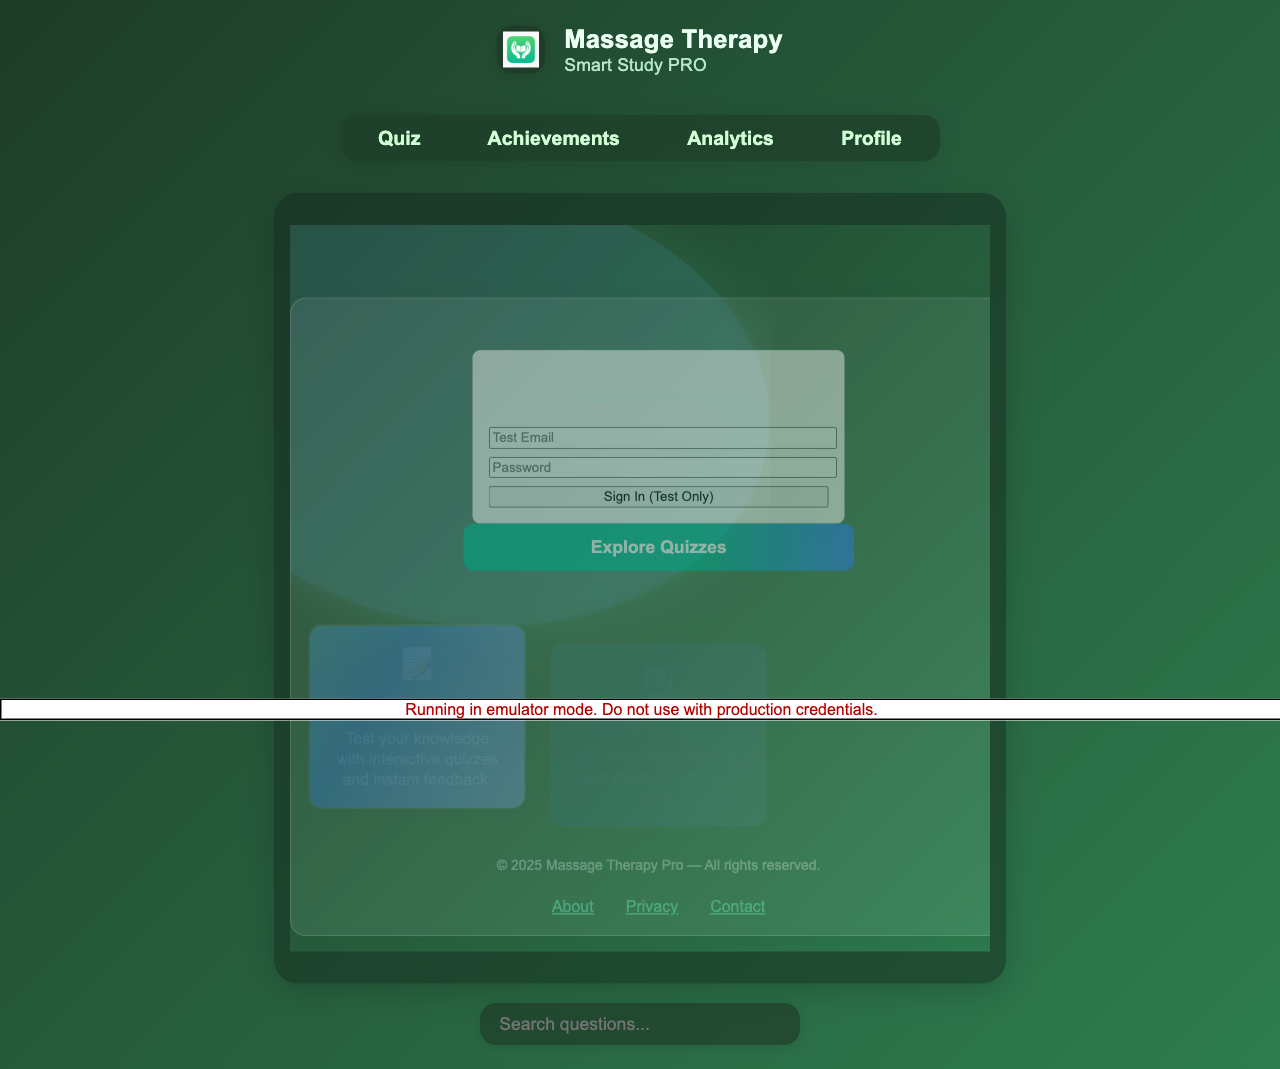 Massage Therapy
Smart Study PRO
Quiz Achievements Analytics Profile
Test Email
Password
Sign In (Test Only)
Explore Quizzes
Running in emulator mode. Do not use with production credentials.
Test your knowledge
with interactive quizzes
and instant feedback.
© 2025 Massage Therapy Pro — All rights reserved.
About Privacy Contact
Search questions...